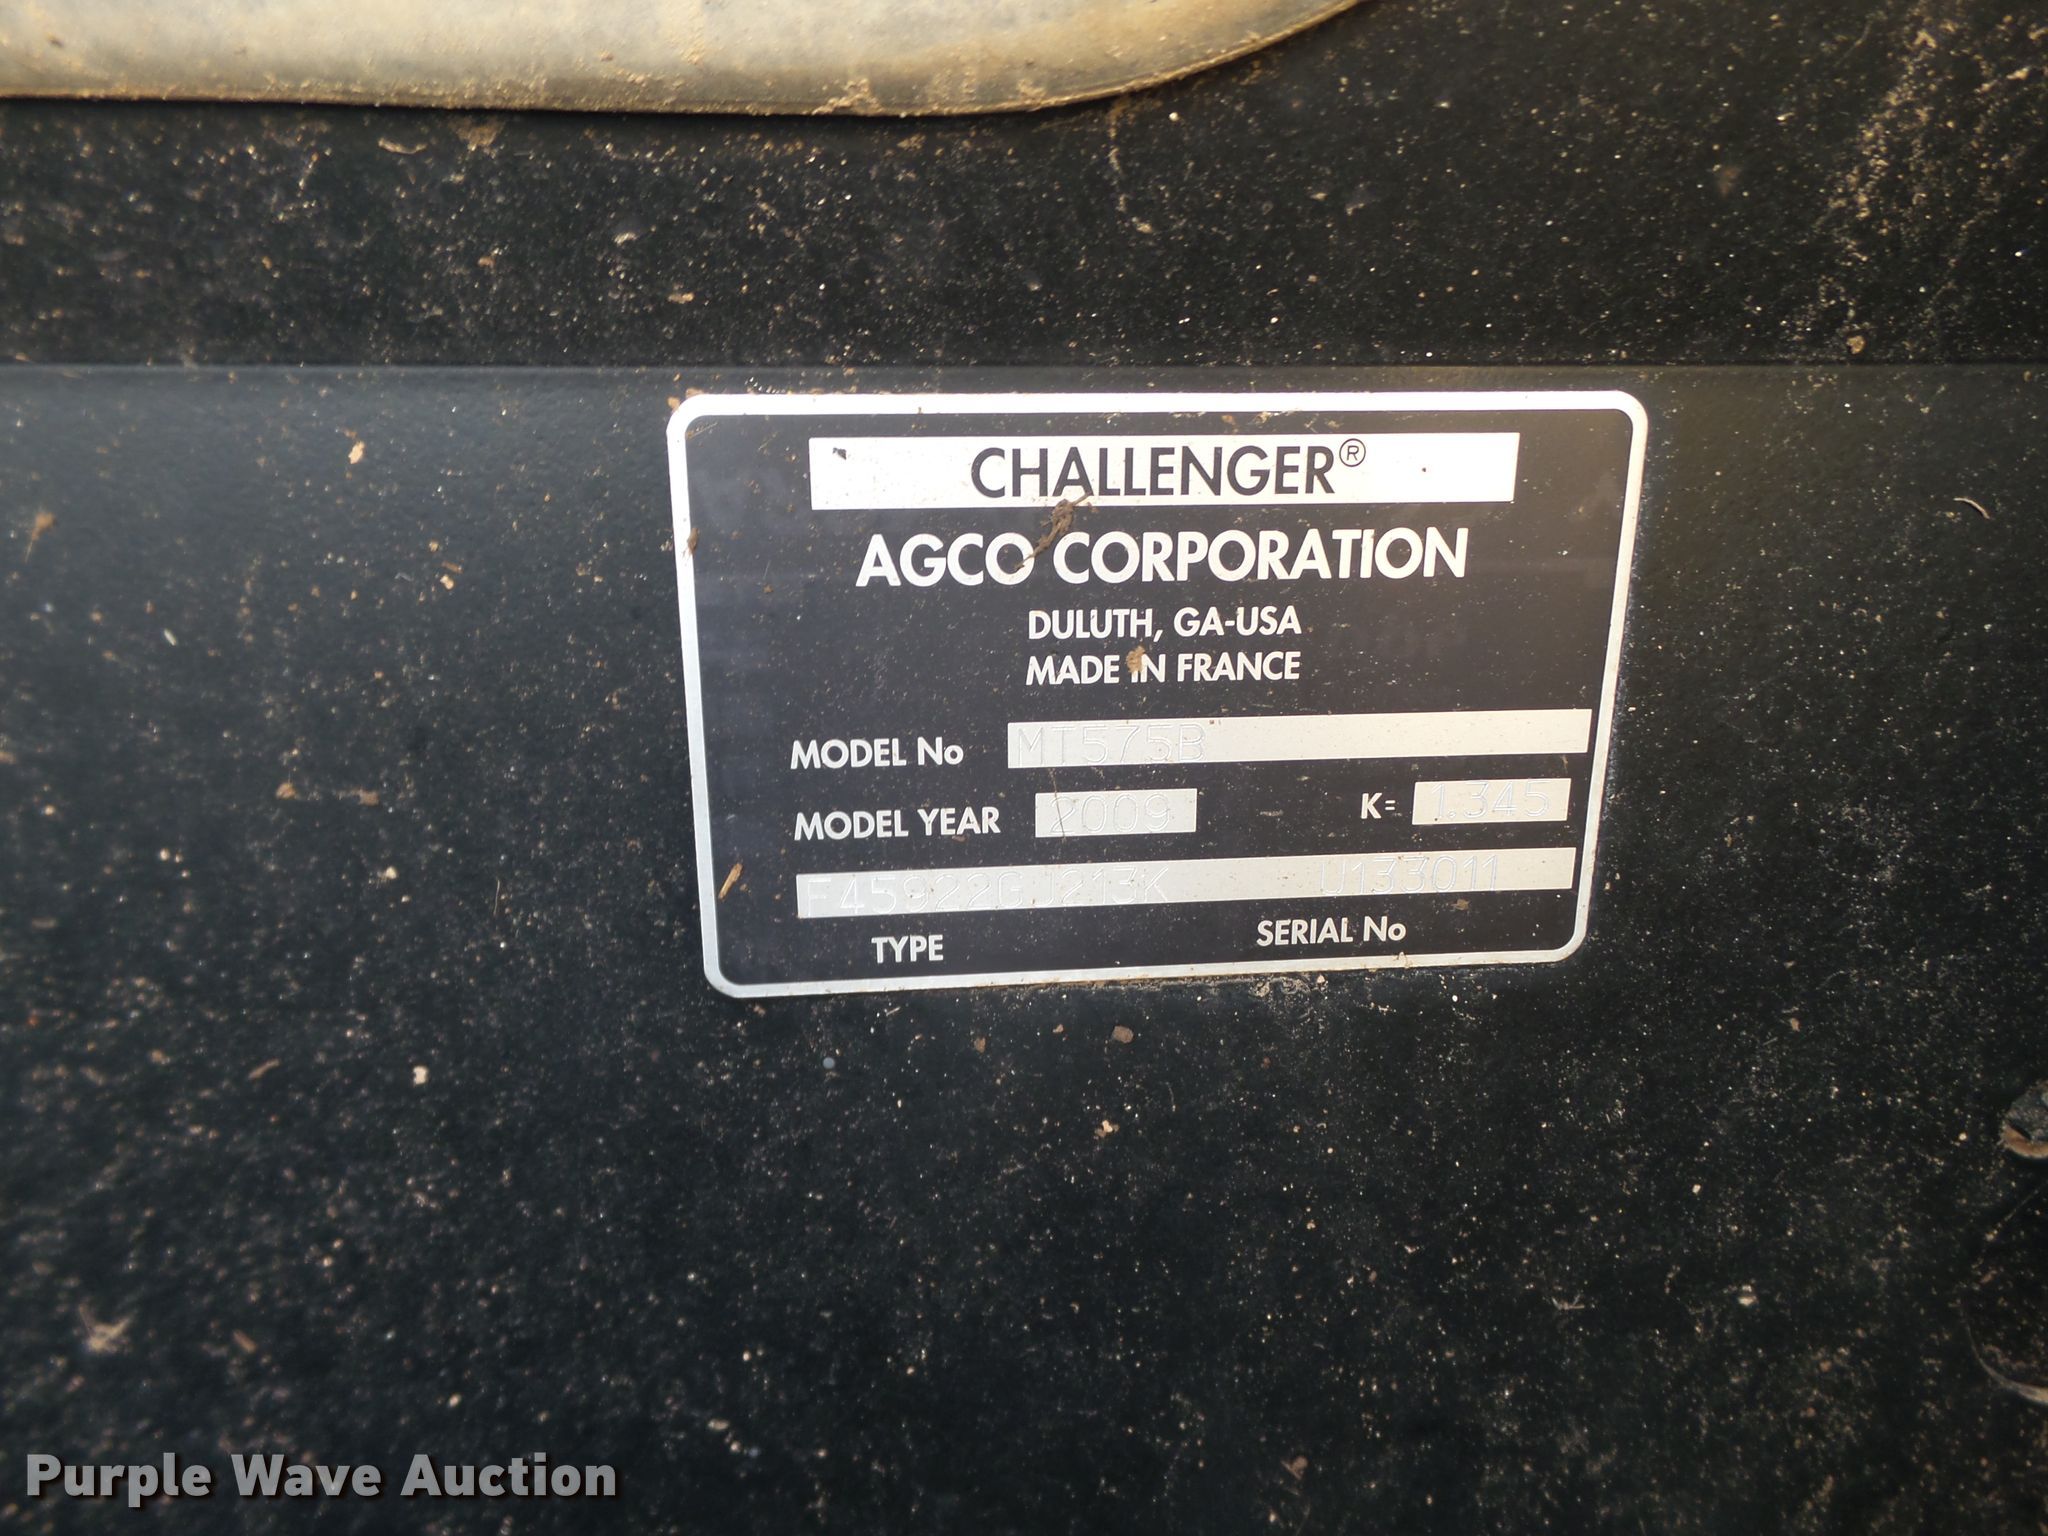 CHALLENGER®
AGCO CORPORATION
DULUTH, GA-USA
MADE IN FRANCE
MODEL No MT575B
MODEL YEAR 2009 K= 1.345
F45922GJ213K U133011
TYPE SERIAL No
Purple Wave Auction